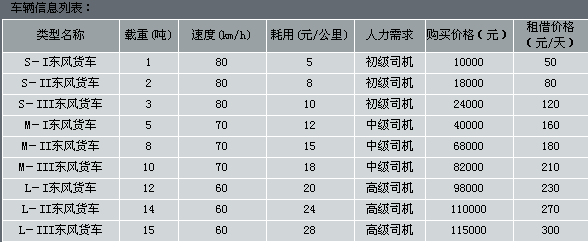 车辆信息列表：
类型名称 载重(吨) 速度(km/h) 耗用(元/公里) 人力需求 购买价格（元） 租借价格（元/天）
S－I东风货车 1 80 5 初级司机 10000 50
S－II东风货车 2 80 8 初级司机 18000 80
S－III东风货车 3 80 10 初级司机 24000 120
M－I东风货车 5 70 12 中级司机 40000 160
M－II东风货车 8 70 15 中级司机 68000 180
M－III东风货车 10 70 18 中级司机 82000 210
L－I东风货车 12 60 20 高级司机 98000 230
L－II东风货车 14 60 24 高级司机 110000 270
L－III东风货车 15 60 28 高级司机 115000 300